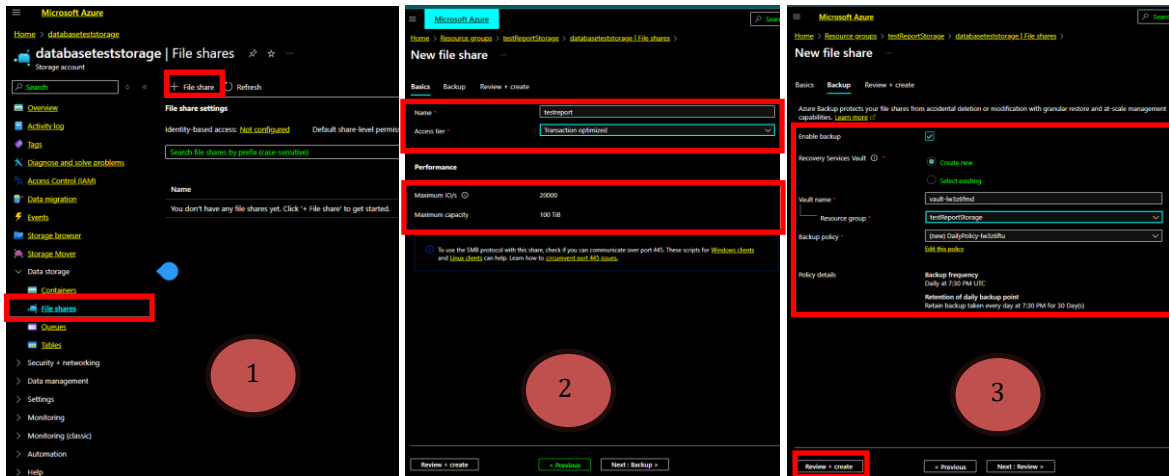 Microsoft Azure
Home > databaseteststorage
databaseteststorage | File shares
Storage account
Search
File share
Refresh
Overview
Activity log
Tags
Diagnose and solve problems
Access Control (IAM)
Data migration
Events
Storage browser
Storage Mover
Data storage
Containers
File shares
Queues
Tables
Security + networking
Data management
Settings
Monitoring
Monitoring (classic)
Automation
Help
File share settings
Identity-based access: Not configured Default share-level permiss
Search file shares by prefix (case-sensitive)
Name
You don't have any file shares yet. Click '+ File share' to get started.
1
Microsoft Azure
Sear
Home > Resource groups > testReportStorage > databaseteststorage | File shares >
New file share
Basics Backup Review + create
Name * testreport
Access tier * Transaction optimized
Performance
Maximum IO/s 20000
Maximum capacity 100 TiB
To use the SMB protocol with this share, check if you can communicate over port 445. These scripts for Windows clients
and Linux clients can help. Learn how to circumvent port 445 issues.
2
Review + create < Previous Next : Backup >
Microsoft Azure
Sear
Home > Resource groups > testReportStorage > databaseteststorage | File shares >
New file share
Basics Backup Review + create
Azure Backup protects your file shares from accidental deletion or modification with granular restore and at-scale management
capabilities. Learn more
Enable backup
Recovery Services Vault * Create new
Select existing
Vault name * vault-lw3z6fmd
Resource group * testReportStorage
Backup policy * (new) DailyPolicy-lw3z6ftu
Edit this policy
Policy details Backup frequency
Daily at 7:30 PM UTC
Retention of daily backup point
Retain backup taken every day at 7:30 PM for 30 Day(s)
3
Review + create < Previous Next : Review >